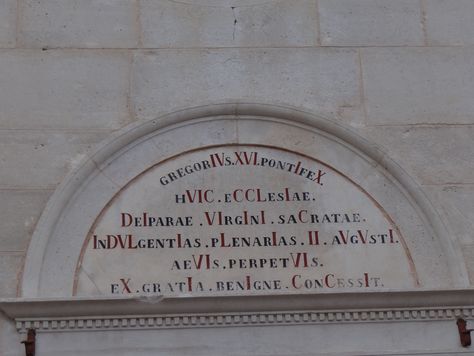 GREGORIVs.XVI.PONTIFEX.
HVIC.ECCLESIAE.
DEIPARAE.VIRGINI.SACRATAE.
INDVLGENTIAS.PLENARIAS.II.AVGVSTI.
AEVIS.PERPETVIS.
EX.GRATIA.BENIGNE.CONCESSIT.